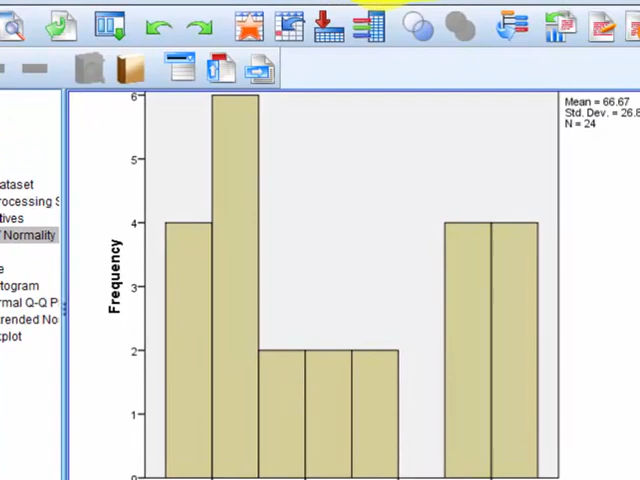 ataset
rocessing S
tives
Normality
e
togram
rmal Q-Q P
rended No
plot
Frequency
6
5
4
3
2
1
0
Mean = 66.67
Std. Dev. = 26.8
N = 24